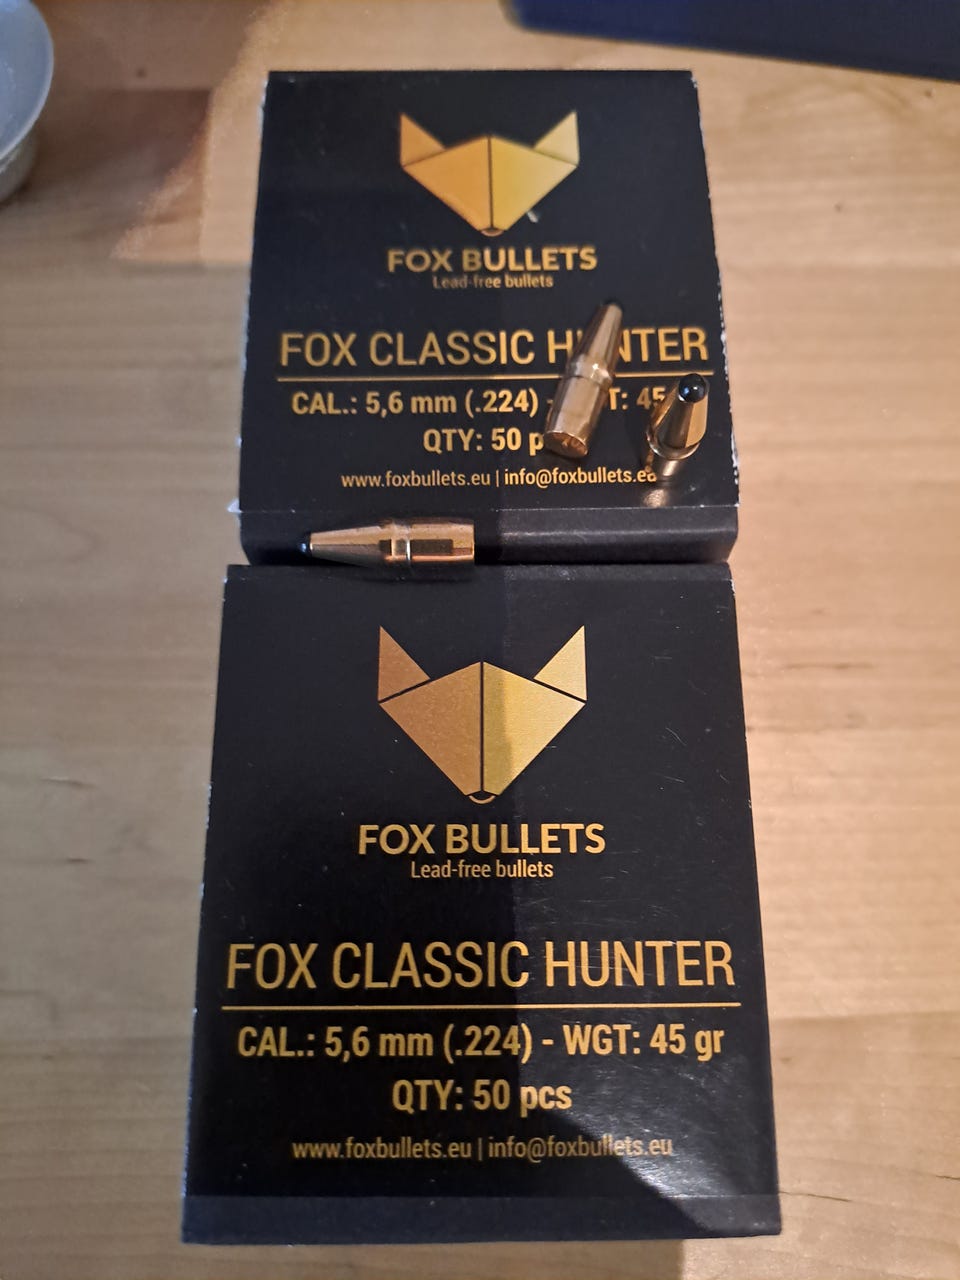 FOX BULLETS
Lead-free bullets
FOX CLASSIC
CAL.: 5,6 mm (.224) - 45
QTY: 50
www.foxbullets.eu | info@foxbullets.eu
FOX BULLETS
Lead-free bullets
FOX CLASSIC HUNTER
CAL.: 5,6 mm (.224) - WGT: 45 gr
QTY: 50 pcs
www.foxbullets.eu | info@foxbullets.eu